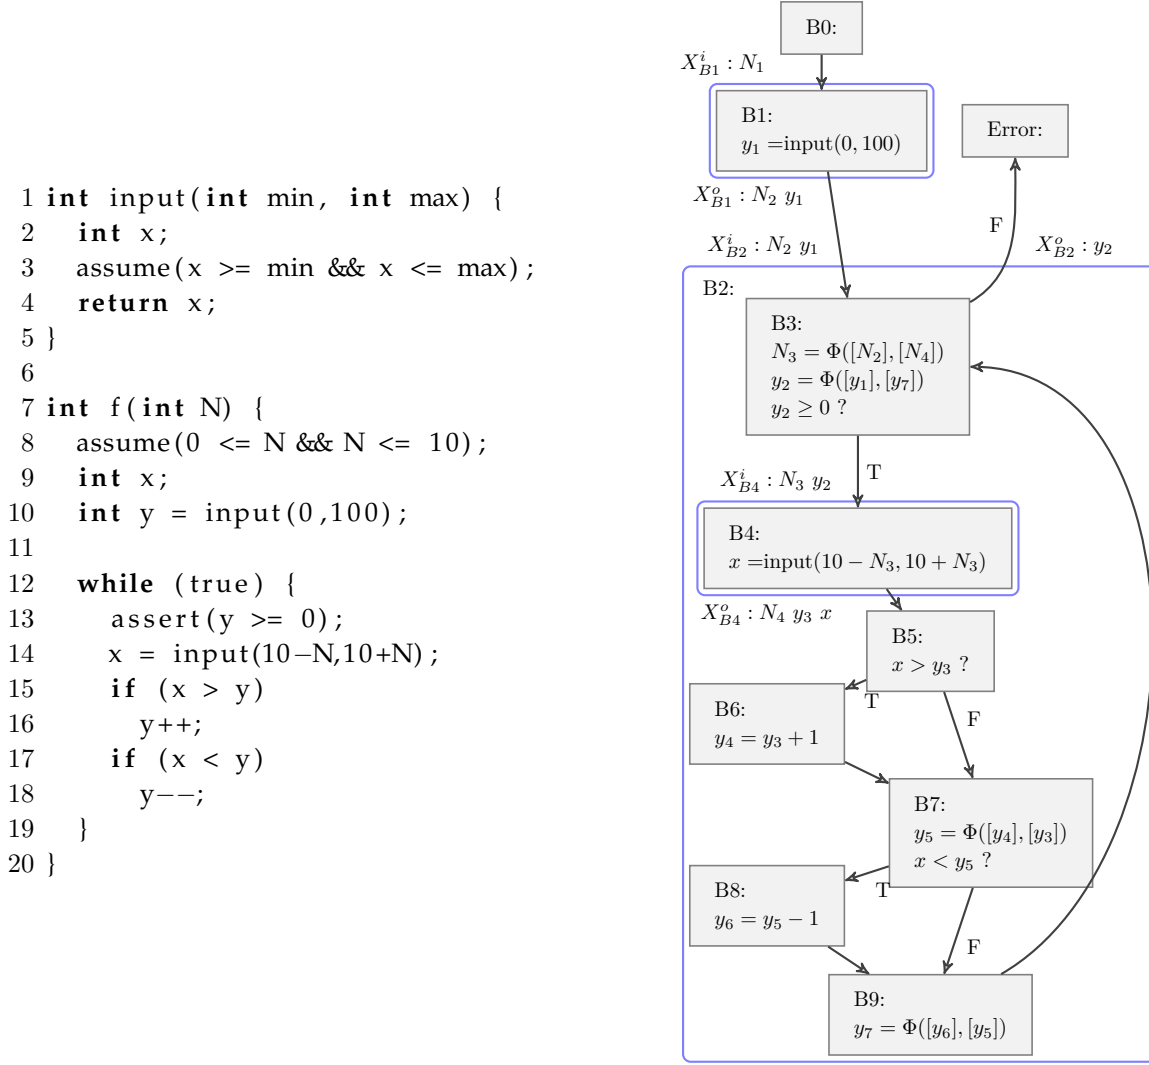 1 int input(int min, int max) {
2 int x;
3 assume(x >= min && x <= max);
4 return x;
5 }
6
7 int f(int N) {
8 assume(0 <= N && N <= 10);
9 int x;
10 int y = input(0,100);
11
12 while (true) {
13 assert(y >= 0);
14 x = input(10−N,10+N);
15 if (x > y)
16 y++;
17 if (x < y)
18 y−−;
19 }
20 }
B0:
X^i_{B1} : N_1
B1:
y_1 =input(0, 100)
Error:
X^o_{B1} : N_2 y_1
F
X^i_{B2} : N_2 y_1
X^o_{B2} : y_2
B2:
B3:
N_3 = Φ([N_2], [N_4])
y_2 = Φ([y_1], [y_7])
y_2 ≥ 0 ?
T
X^i_{B4} : N_3 y_2
B4:
x =input(10 − N_3, 10 + N_3)
X^o_{B4} : N_4 y_3 x
B5:
x > y_3 ?
T
F
B6:
y_4 = y_3 + 1
B7:
y_5 = Φ([y_4], [y_3])
x < y_5 ?
T
B8:
y_6 = y_5 − 1
F
B9:
y_7 = Φ([y_6], [y_5])